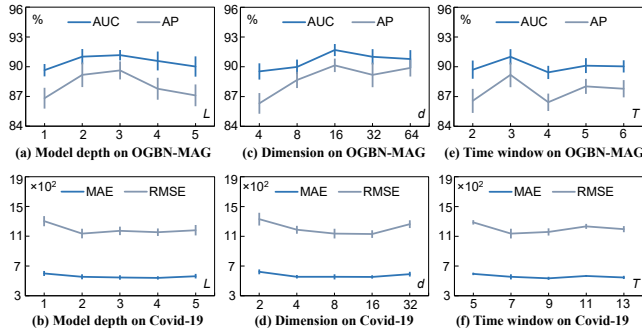 % AUC AP
96
93
90
87
84
L
1 2 3 4 5
(a) Model depth on OGBN-MAG
% AUC AP
96
93
90
87
84
d
4 8 16 32 64
(c) Dimension on OGBN-MAG
% AUC AP
96
93
90
87
84
T
2 3 4 5 6
(e) Time window on OGBN-MAG
×10²
MAE RMSE
19
11
7
3
L
1 2 3 4 5
(b) Model depth on Covid-19
×10²
MAE RMSE
19
15
11
7
3
d
2 4 8 16 32
(d) Dimension on Covid-19
×10²
MAE RMSE
19
15
11
7
3
T
5 7 9 11 13
(f) Time window on Covid-19